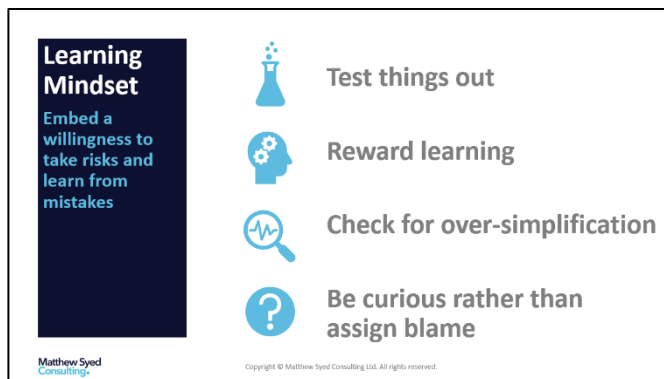 Learning
Mindset
Embed a
willingness to
take risks and
learn from
mistakes
Test things out
Reward learning
Check for over-simplification
?
Be curious rather than
assign blame
Matthew Syed
Consulting.
Copyright © Matthew Syed Consulting Ltd. All rights reserved.